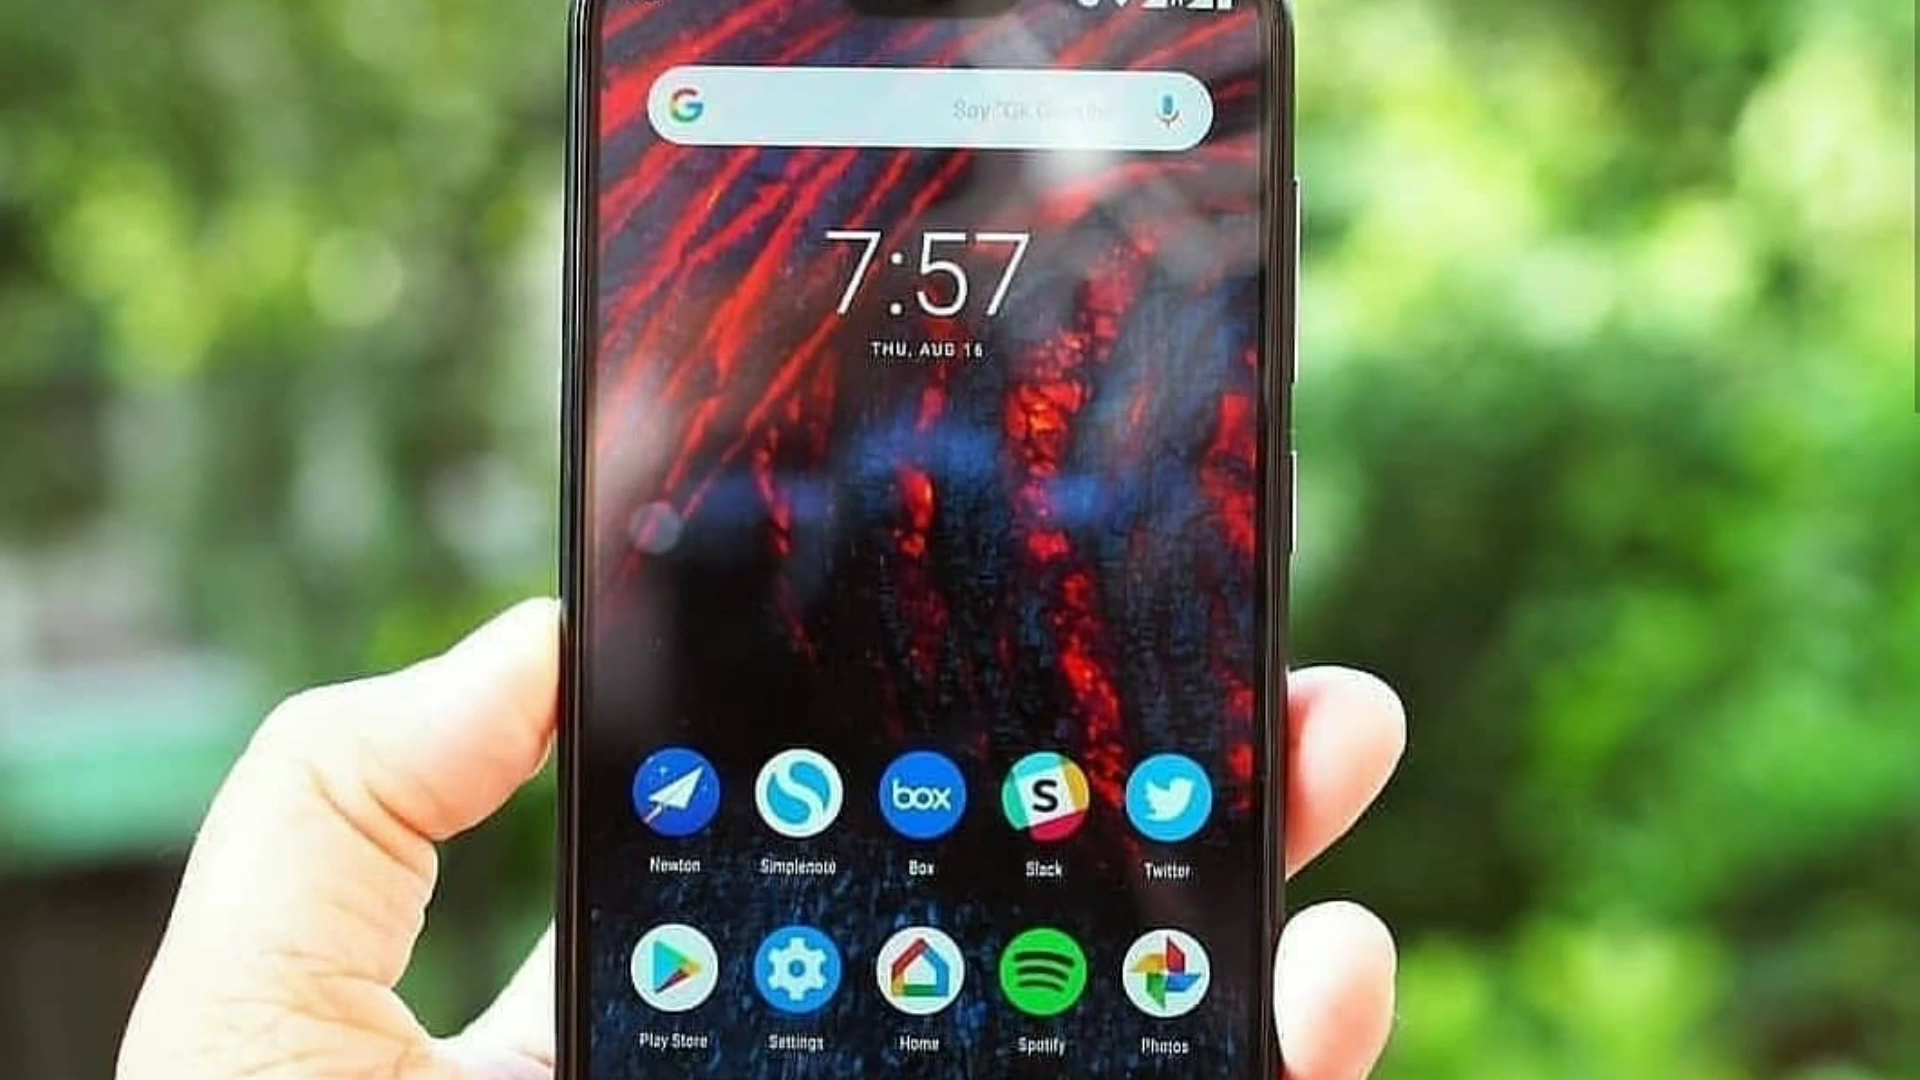 G
7:57
THU, AUG 16
box
S
Newton
Simplenote
Box
Slack
Twitter
Play Store
Settings
Home
Spotify
Photos